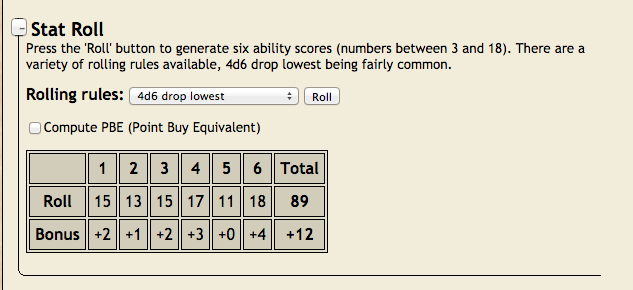 Stat Roll
Press the 'Roll' button to generate six ability scores (numbers between 3 and 18). There are a
variety of rolling rules available, 4d6 drop lowest being fairly common.
Rolling rules: 4d6 drop lowest Roll
Compute PBE (Point Buy Equivalent)
1 2 3 4 5 6 Total
Roll 15 13 15 17 11 18 89
Bonus +2 +1 +2 +3 +0 +4 +12